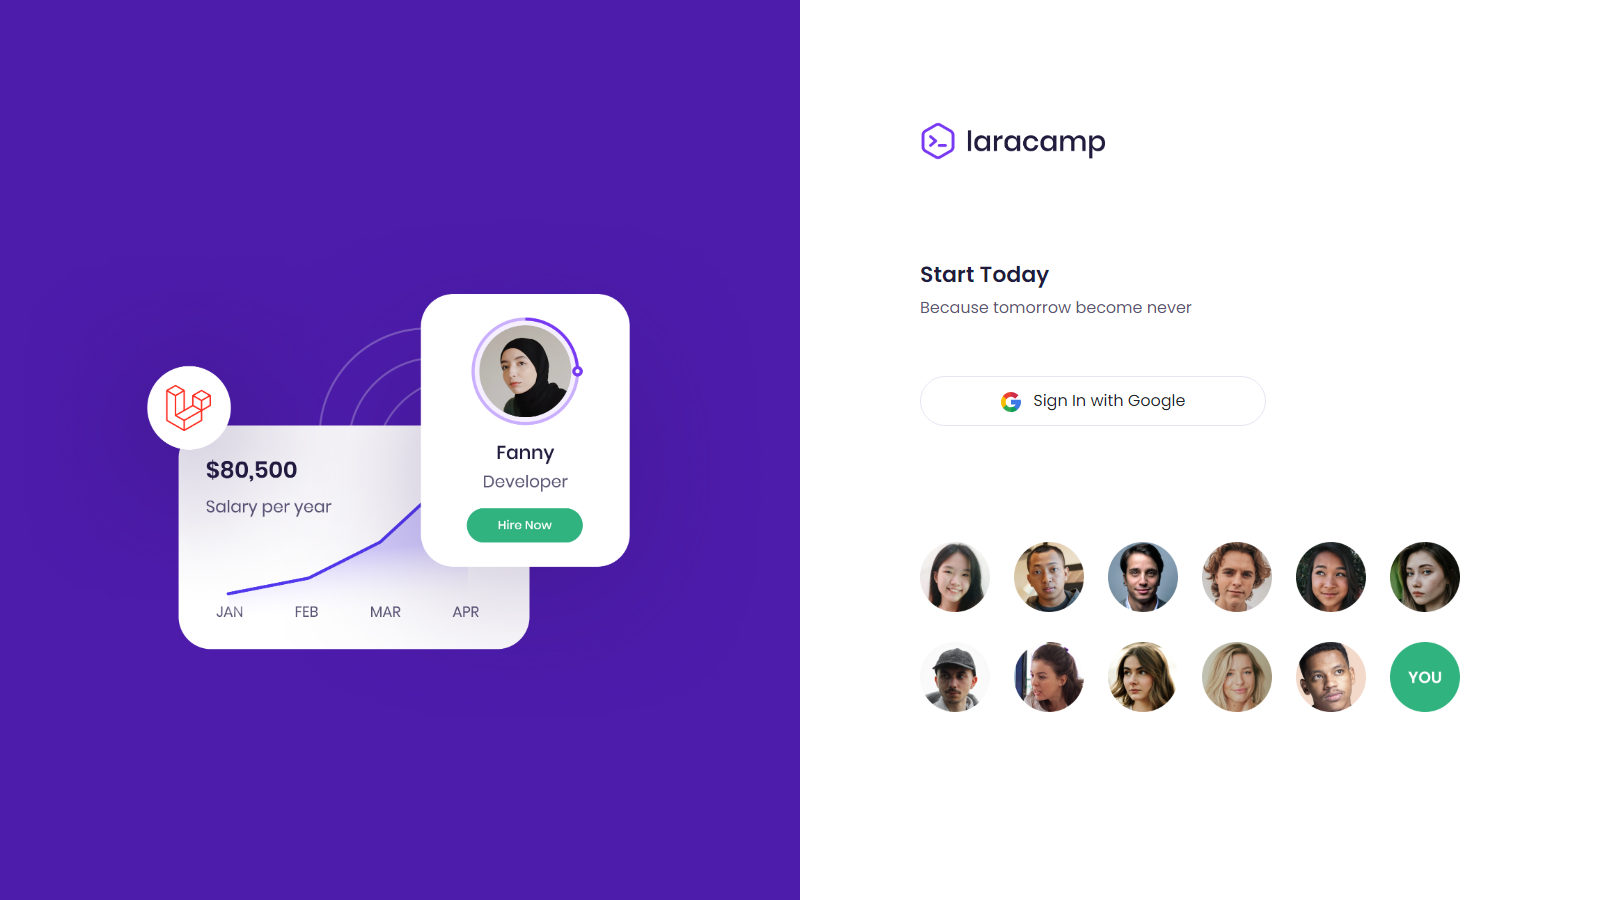 $80,500
Salary per year
JAN FEB MAR APR
Fanny
Developer
Hire Now
laracamp
Start Today
Because tomorrow become never
Sign In with Google
YOU